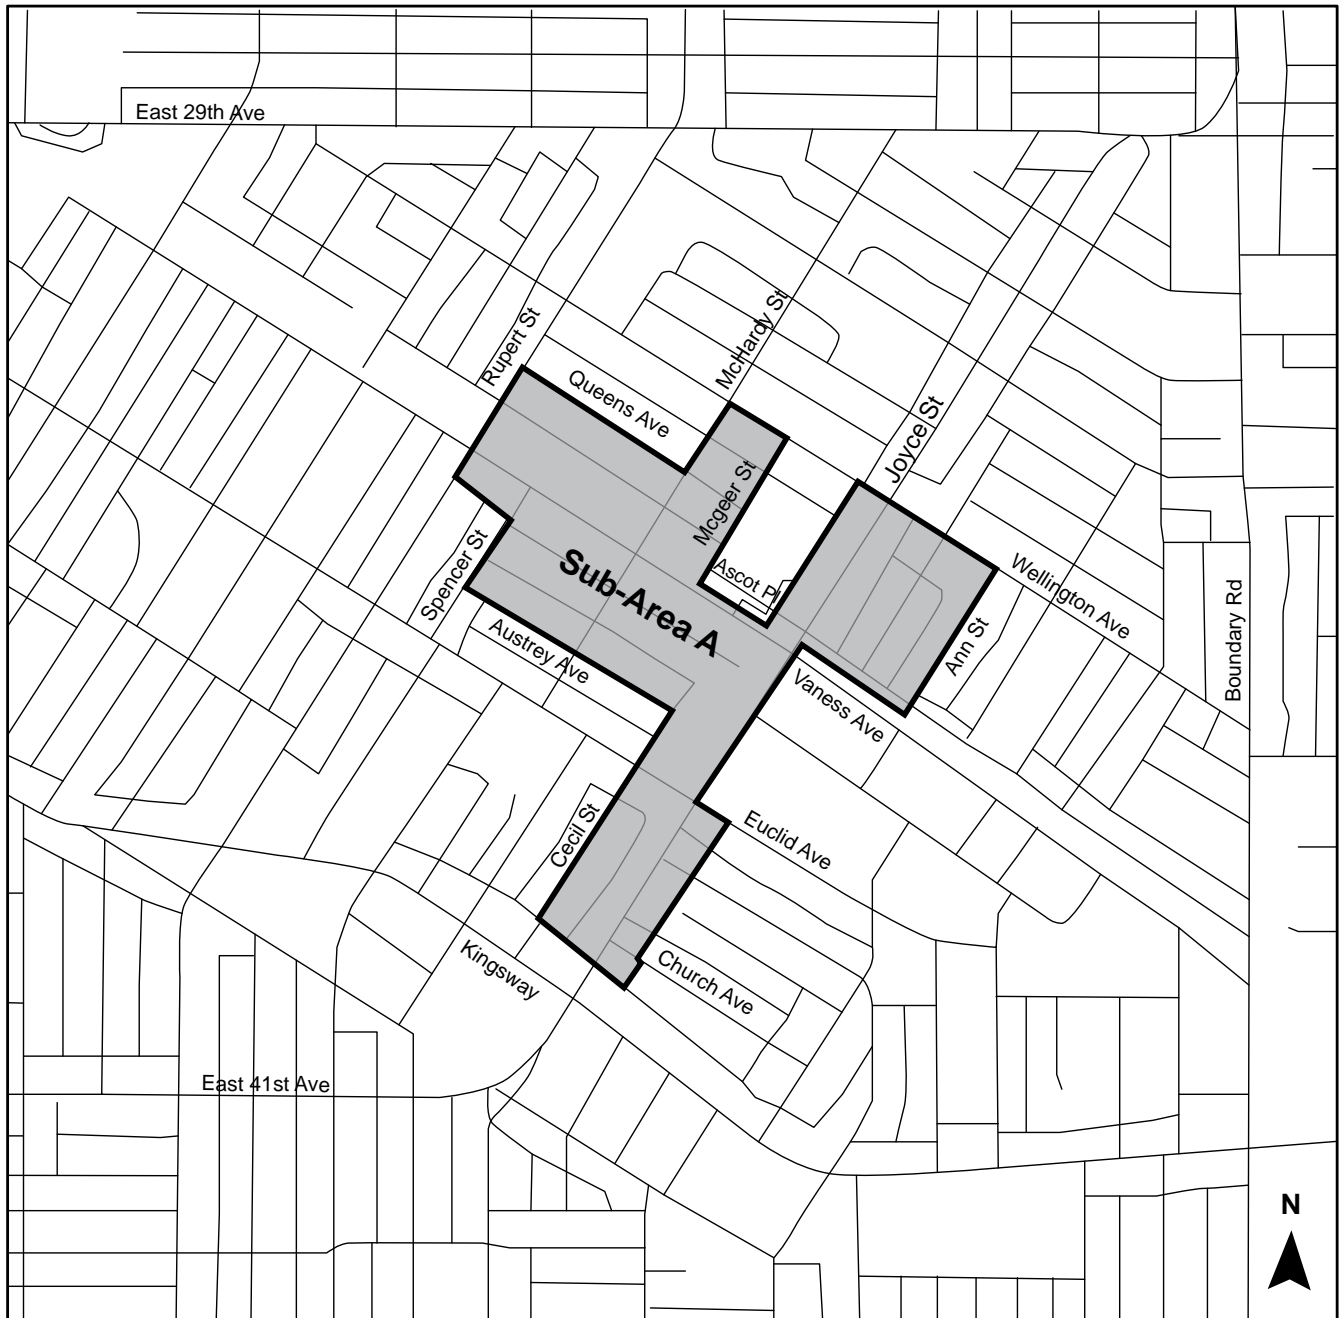 East 29th Ave
Rupert St
McHardy St
Queens Ave
Joyce St
Mcgeer St
Spencer St
Sub-Area A
Ascot Pl
Wellington Ave
Boundary Rd
Ann St
Austrey Ave
Vaness Ave
Cecil St
Euclid Ave
Kingsway
Church Ave
East 41st Ave
N